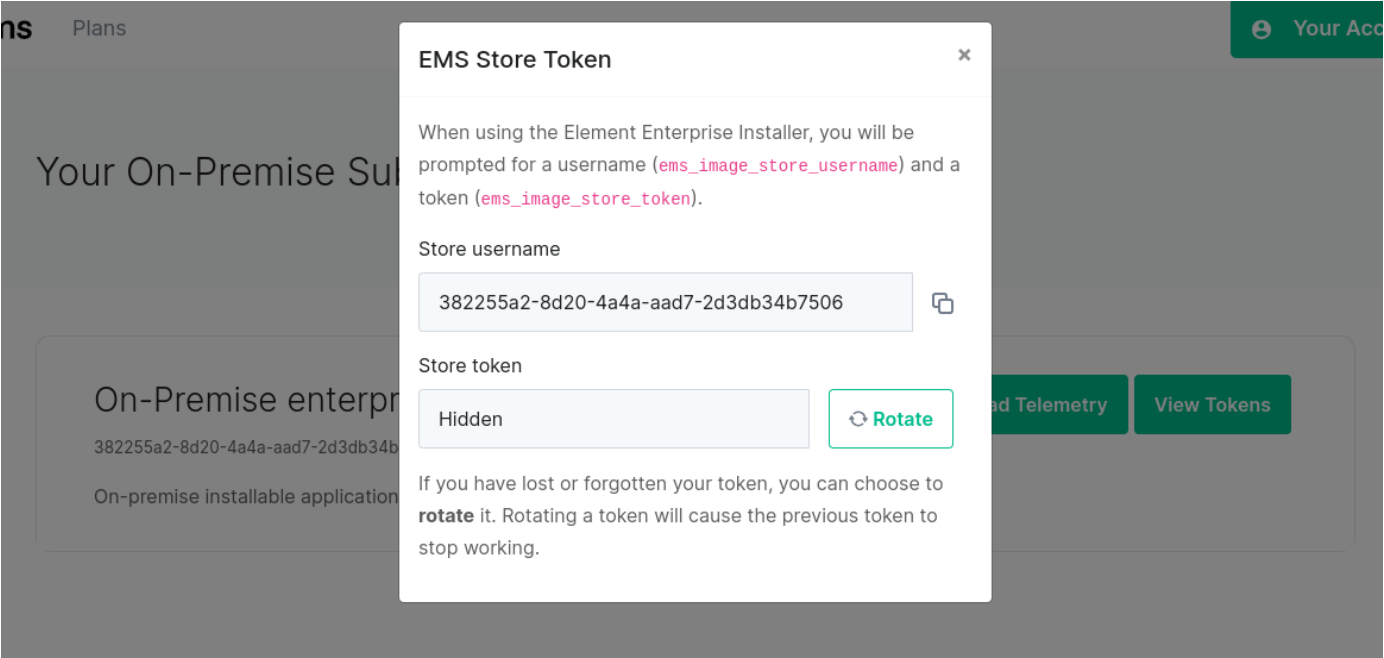 ns Plans Your Acc
EMS Store Token ×
When using the Element Enterprise Installer, you will be
prompted for a username (ems_image_store_username) and a
token (ems_image_store_token).
Your On-Premise Sub
Store username
382255a2-8d20-4a4a-aad7-2d3db34b7506
Store token
Hidden Rotate
On-Premise enterpr ad Telemetry View Tokens
382255a2-8d20-4a4a-aad7-2d3db34b
On-premise installable application
If you have lost or forgotten your token, you can choose to
rotate it. Rotating a token will cause the previous token to
stop working.